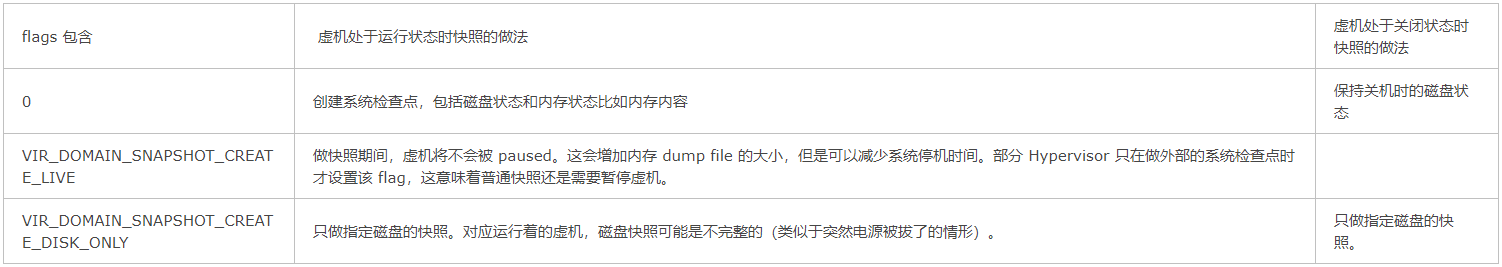 flags 包含
虚机处于运行状态时快照的做法
虚机处于关闭状态时
快照的做法
0
创建系统检查点，包括磁盘状态和内存状态比如内存内容
保持关机时的磁盘状
态
VIR_DOMAIN_SNAPSHOT_CREAT
E_LIVE
做快照期间，虚机将不会被 paused。这会增加内存 dump file 的大小，但是可以减少系统停机时间。部分 Hypervisor 只在做外部的系统检查点时
才设置该 flag，这意味着普通快照还是需要暂停虚机。
VIR_DOMAIN_SNAPSHOT_CREAT
E_DISK_ONLY
只做指定磁盘的快照。对应运行着的虚机，磁盘快照可能是不完整的（类似于突然电源被拔了的情形）。
只做指定磁盘的快
照。